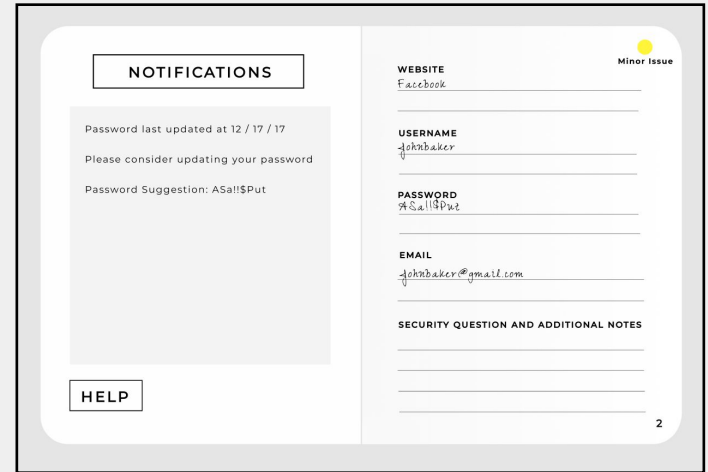 NOTIFICATIONS
Password last updated at 12 / 17 / 17
Please consider updating your password
Password Suggestion: ASa!!$Put
HELP
Minor Issue
WEBSITE
Facebook
USERNAME
Johnbaker
PASSWORD
ASa!!$Put
EMAIL
Johnbaker@gmail.com
SECURITY QUESTION AND ADDITIONAL NOTES
2